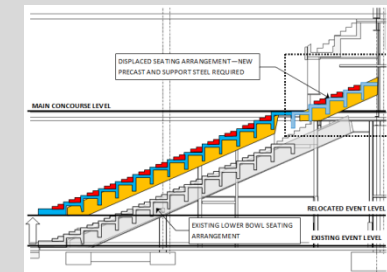 DISPLACED SEATING ARRANGEMENT—NEW
PRECAST AND SUPPORT STEEL REQUIRED
MAIN CONCOURSE LEVEL
RELOCATED EVENT LEVEL
EXISTING LOWER BOWL SEATING
ARRANGEMENT
EXISTING EVENT LEVEL